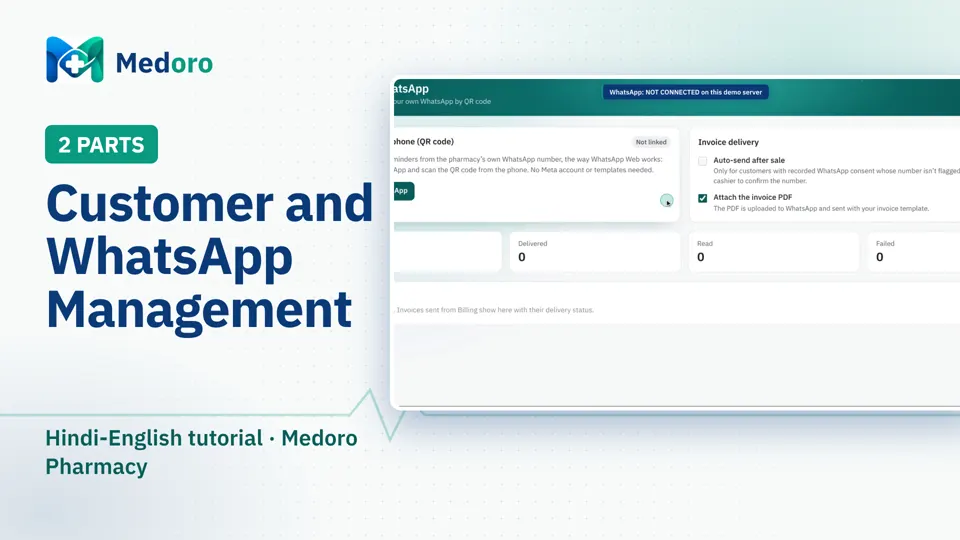 Medoro
2 PARTS
Customer and
WhatsApp
Management
Hindi-English tutorial · Medoro
Pharmacy
atsApp
our own WhatsApp by QR code
WhatsApp: NOT CONNECTED on this demo server
phone (QR code)
Not linked
minders from the pharmacy's own WhatsApp number, the way WhatsApp Web works:
App and scan the QR code from the phone. No Meta account or templates needed.
App
Invoice delivery
Auto-send after sale
Only for customers with recorded WhatsApp consent whose number isn't flagged
cashier to confirm the number.
Attach the invoice PDF
The PDF is uploaded to WhatsApp and sent with your invoice template.
Delivered
0
Read
0
Failed
0
. Invoices sent from Billing show here with their delivery status.